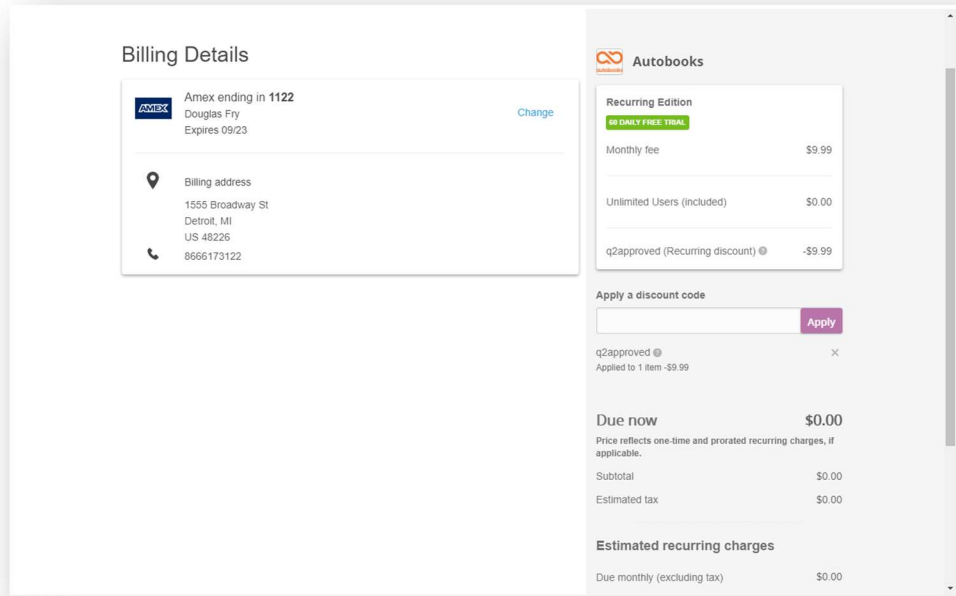 Billing Details
AMEX
Amex ending in 1122
Douglas Fry
Expires 09/23
Change
Billing address
1555 Broadway St
Detroit, MI
US 48226
8666173122
autobooks
Autobooks
Recurring Edition
60 DAILY FREE TRIAL
Monthly fee $9.99
Unlimited Users (included) $0.00
q2approved (Recurring discount) ? -$9.99
Apply a discount code
Apply
q2approved ? ×
Applied to 1 item -$9.99
Due now $0.00
Price reflects one-time and prorated recurring charges, if
applicable.
Subtotal $0.00
Estimated tax $0.00
Estimated recurring charges
Due monthly (excluding tax) $0.00